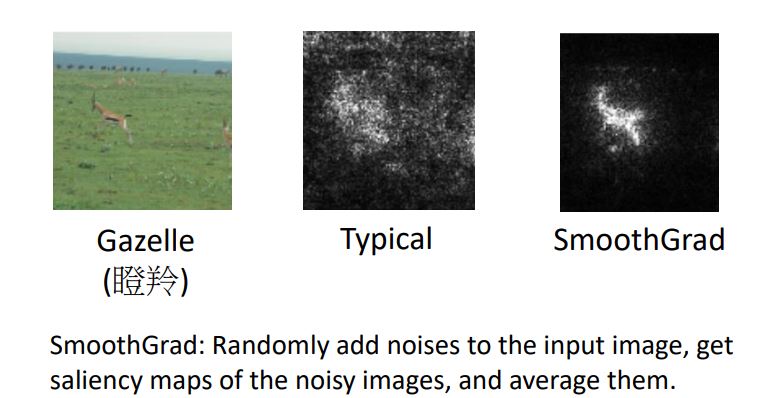 Gazelle
(瞪羚)
Typical
SmoothGrad
SmoothGrad: Randomly add noises to the input image, get
saliency maps of the noisy images, and average them.